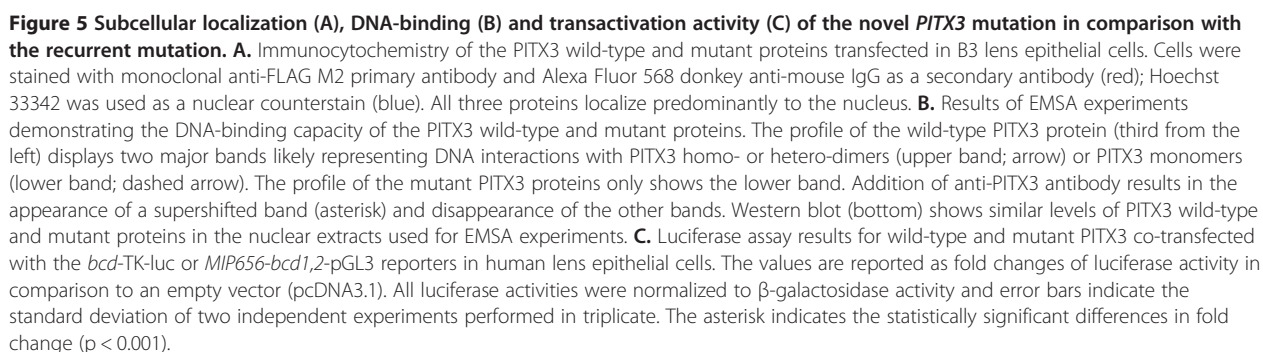 Figure 5 Subcellular localization (A), DNA-binding (B) and transactivation activity (C) of the novel PITX3 mutation in comparison with
the recurrent mutation. A. Immunocytochemistry of the PITX3 wild-type and mutant proteins transfected in B3 lens epithelial cells. Cells were
stained with monoclonal anti-FLAG M2 primary antibody and Alexa Fluor 568 donkey anti-mouse IgG as a secondary antibody (red); Hoechst
33342 was used as a nuclear counterstain (blue). All three proteins localize predominantly to the nucleus. B. Results of EMSA experiments
demonstrating the DNA-binding capacity of the PITX3 wild-type and mutant proteins. The profile of the wild-type PITX3 protein (third from the
left) displays two major bands likely representing DNA interactions with PITX3 homo- or hetero-dimers (upper band; arrow) or PITX3 monomers
(lower band; dashed arrow). The profile of the mutant PITX3 proteins only shows the lower band. Addition of anti-PITX3 antibody results in the
appearance of a supershifted band (asterisk) and disappearance of the other bands. Western blot (bottom) shows similar levels of PITX3 wild-type
and mutant proteins in the nuclear extracts used for EMSA experiments. C. Luciferase assay results for wild-type and mutant PITX3 co-transfected
with the bcd-TK-luc or MIP656-bcd1,2-pGL3 reporters in human lens epithelial cells. The values are reported as fold changes of luciferase activity in
comparison to an empty vector (pcDNA3.1). All luciferase activities were normalized to β-galactosidase activity and error bars indicate the
standard deviation of two independent experiments performed in triplicate. The asterisk indicates the statistically significant differences in fold
change (p < 0.001).